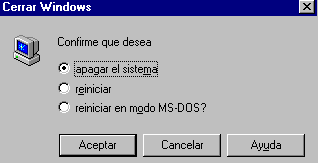 Cerrar Windows
Confirme que desea
apagar el sistema
reiniciar
reiniciar en modo MS-DOS?
Aceptar Cancelar Ayuda